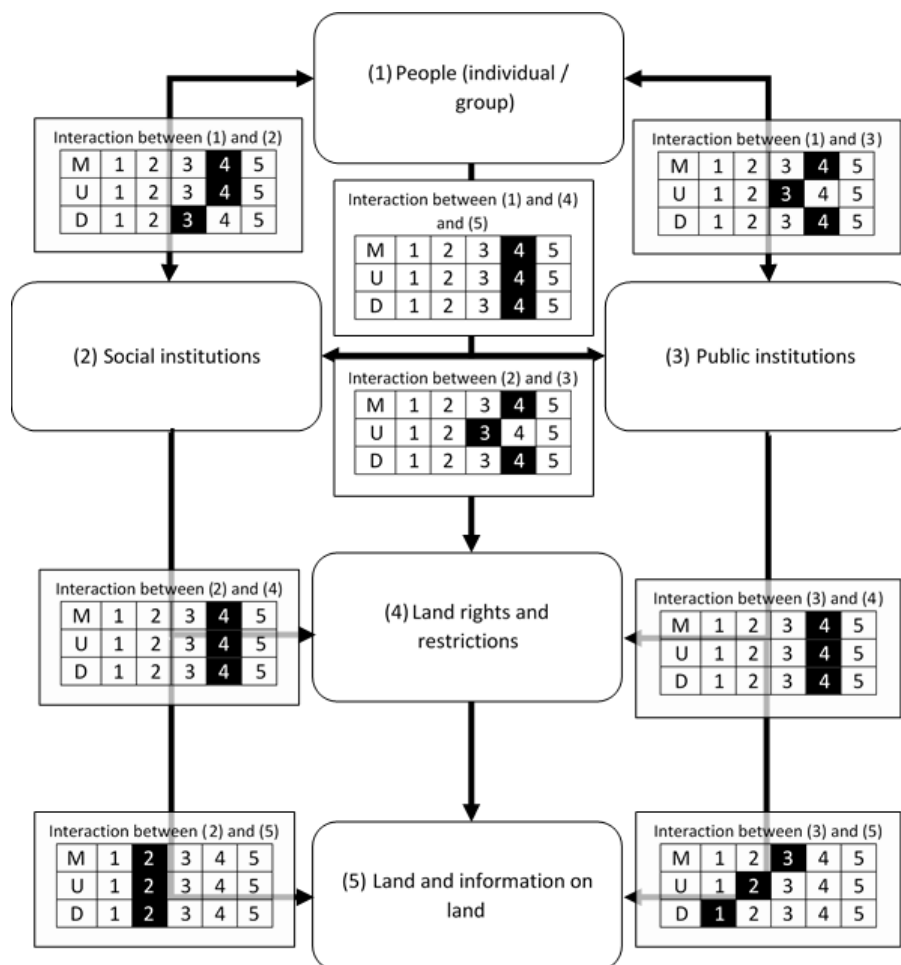 (1) People (individual /
group)
Interaction between (1) and (2)
M 1 2 3 4 5
U 1 2 3 4 5
D 1 2 3 4 5
Interaction between (1) and (4)
and (5)
M 1 2 3 4 5
U 1 2 3 4 5
D 1 2 3 4 5
Interaction between (1) and (3)
M 1 2 3 4 5
U 1 2 3 4 5
D 1 2 3 4 5
(2) Social institutions
(3) Public institutions
Interaction between (2) and (3)
M 1 2 3 4 5
U 1 2 3 4 5
D 1 2 3 4 5
Interaction between (2) and (4)
M 1 2 3 4 5
U 1 2 3 4 5
D 1 2 3 4 5
(4) Land rights and
restrictions
Interaction between (3) and (4)
M 1 2 3 4 5
U 1 2 3 4 5
D 1 2 3 4 5
Interaction between (2) and (5)
M 1 2 3 4 5
U 1 2 3 4 5
D 1 2 3 4 5
(5) Land and information on
land
Interaction between (3) and (5)
M 1 2 3 4 5
U 1 2 3 4 5
D 1 2 3 4 5